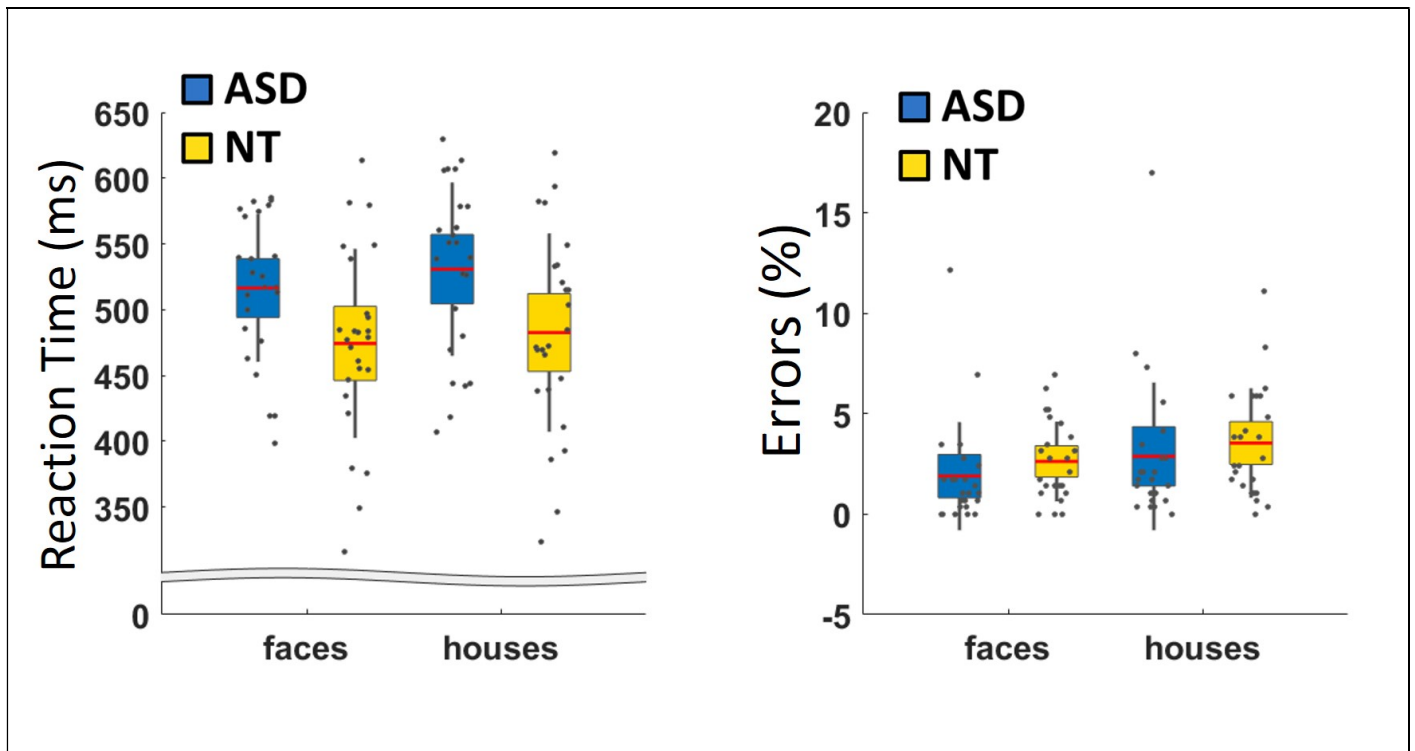 ASD
NT
Reaction Time (ms)
650
600
550
500
450
400
350
0
faces houses
ASD
NT
Errors (%)
20
15
10
5
0
-5
faces houses